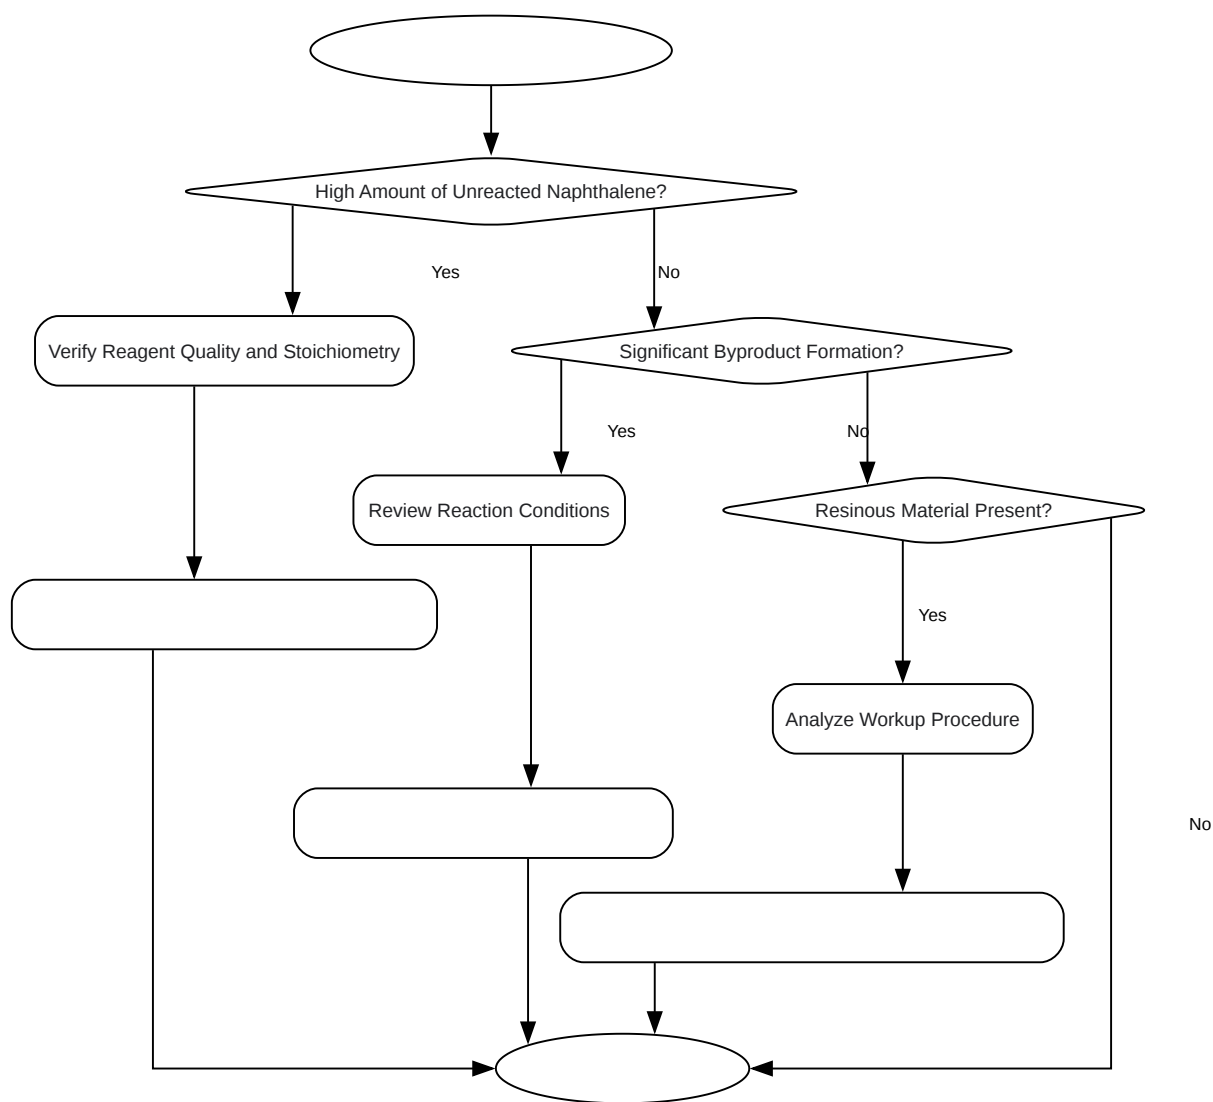 High Amount of Unreacted Naphthalene?
Yes
No
Verify Reagent Quality and Stoichiometry
Significant Byproduct Formation?
Yes
No
Review Reaction Conditions
Resinous Material Present?
Yes
Analyze Workup Procedure
No